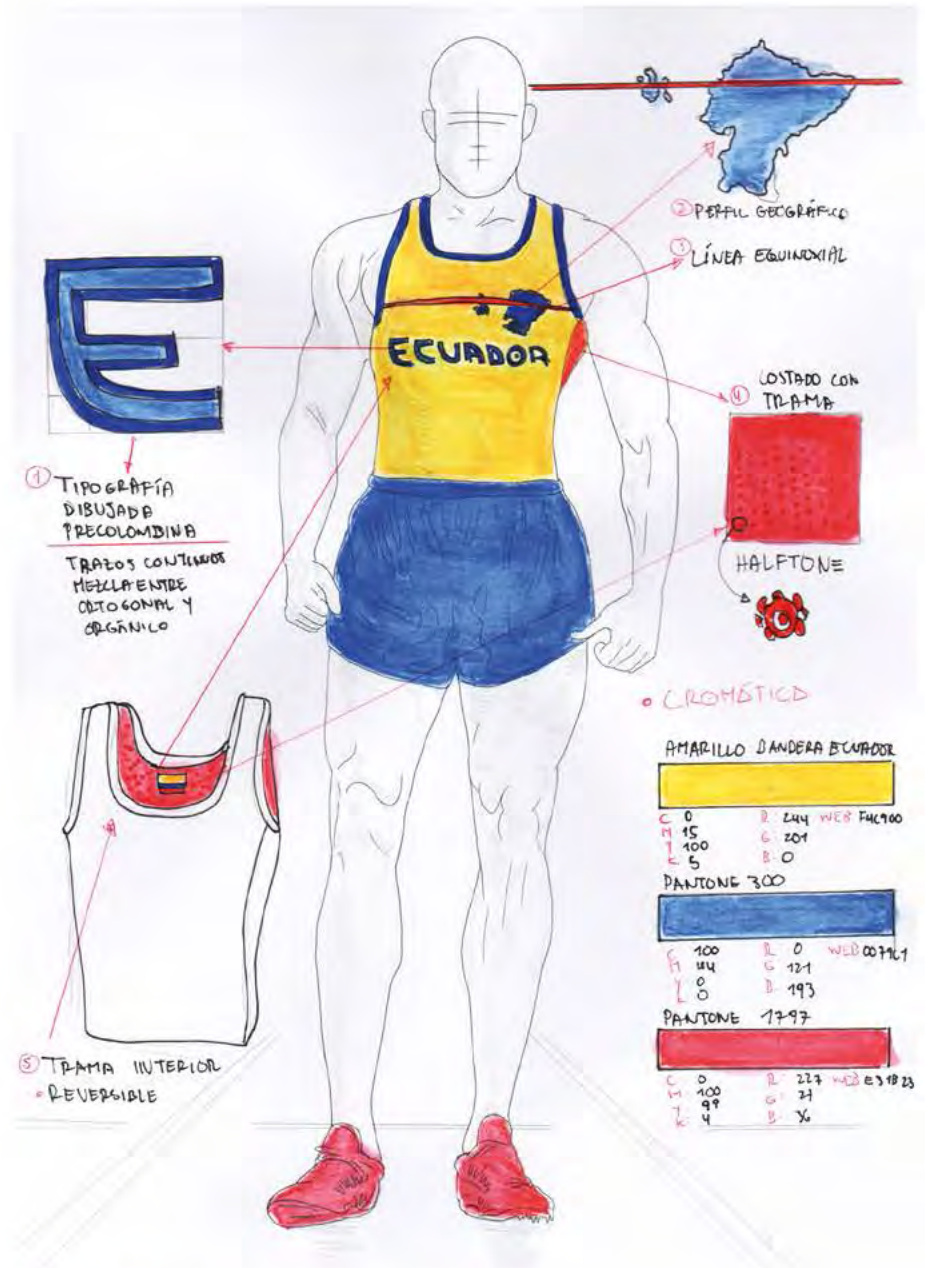 ② PERFIL GEOGRÁFICO
③ LÍNEA EQUINOXIAL
ECUADOR
E
④ COSTADO CON
TRAMA
HALFTONE
① TIPOGRAFÍA
DIBUJADA
PRECOLOMBINA
TRAZOS CONTINUOS
MEZCLA ENTRE
ORTOGONAL Y
ORGÁNICO
• CROMÁTICA
AMARILLO BANDERA ECUADOR
C 0 R: 244 WEB F4C900
M 15 G: 201
Y 100 B: 0
K 5
PANTONE 300
C 100 R 0 WEB 0079C1
M 44 G 121
Y 0 B 193
K 0
PANTONE 1797
C 0 R: 227 WEB E31B23
M 100 G:
Y 99 B:
K 4
⑤ TRAMA INTERIOR
• REVERSIBLE